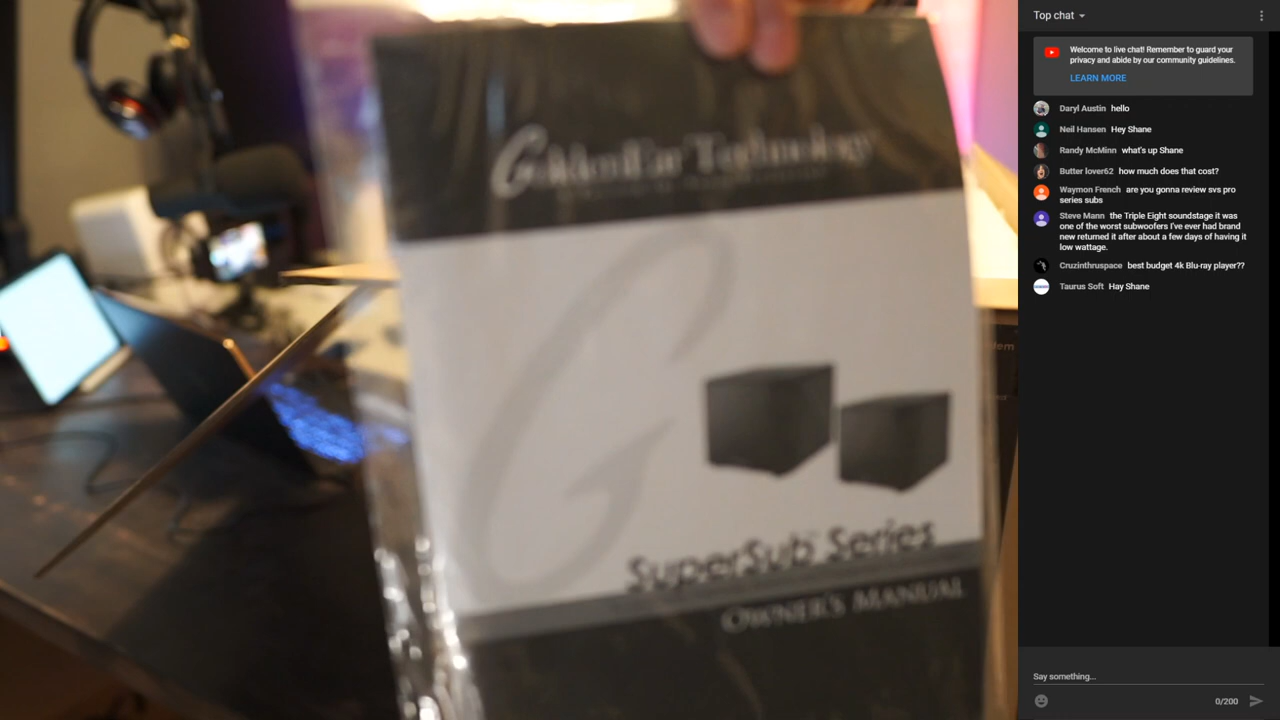 GoldenEar Technology
SuperSub™ Series
OWNER'S MANUAL
Top chat
Welcome to live chat! Remember to guard your
privacy and abide by our community guidelines.
LEARN MORE
Daryl Austin hello
Neil Hansen Hey Shane
Randy McMinn what's up Shane
Butter lover62 how much does that cost?
Waymon French are you gonna review svs pro
series subs
Steve Mann the Triple Eight soundstage it was
one of the worst subwoofers I've ever had brand
new returned it after about a few days of having it
low wattage.
Cruzinthruspace best budget 4k Blu-ray player??
Taurus Soft Hay Shane
Say something...
0/200